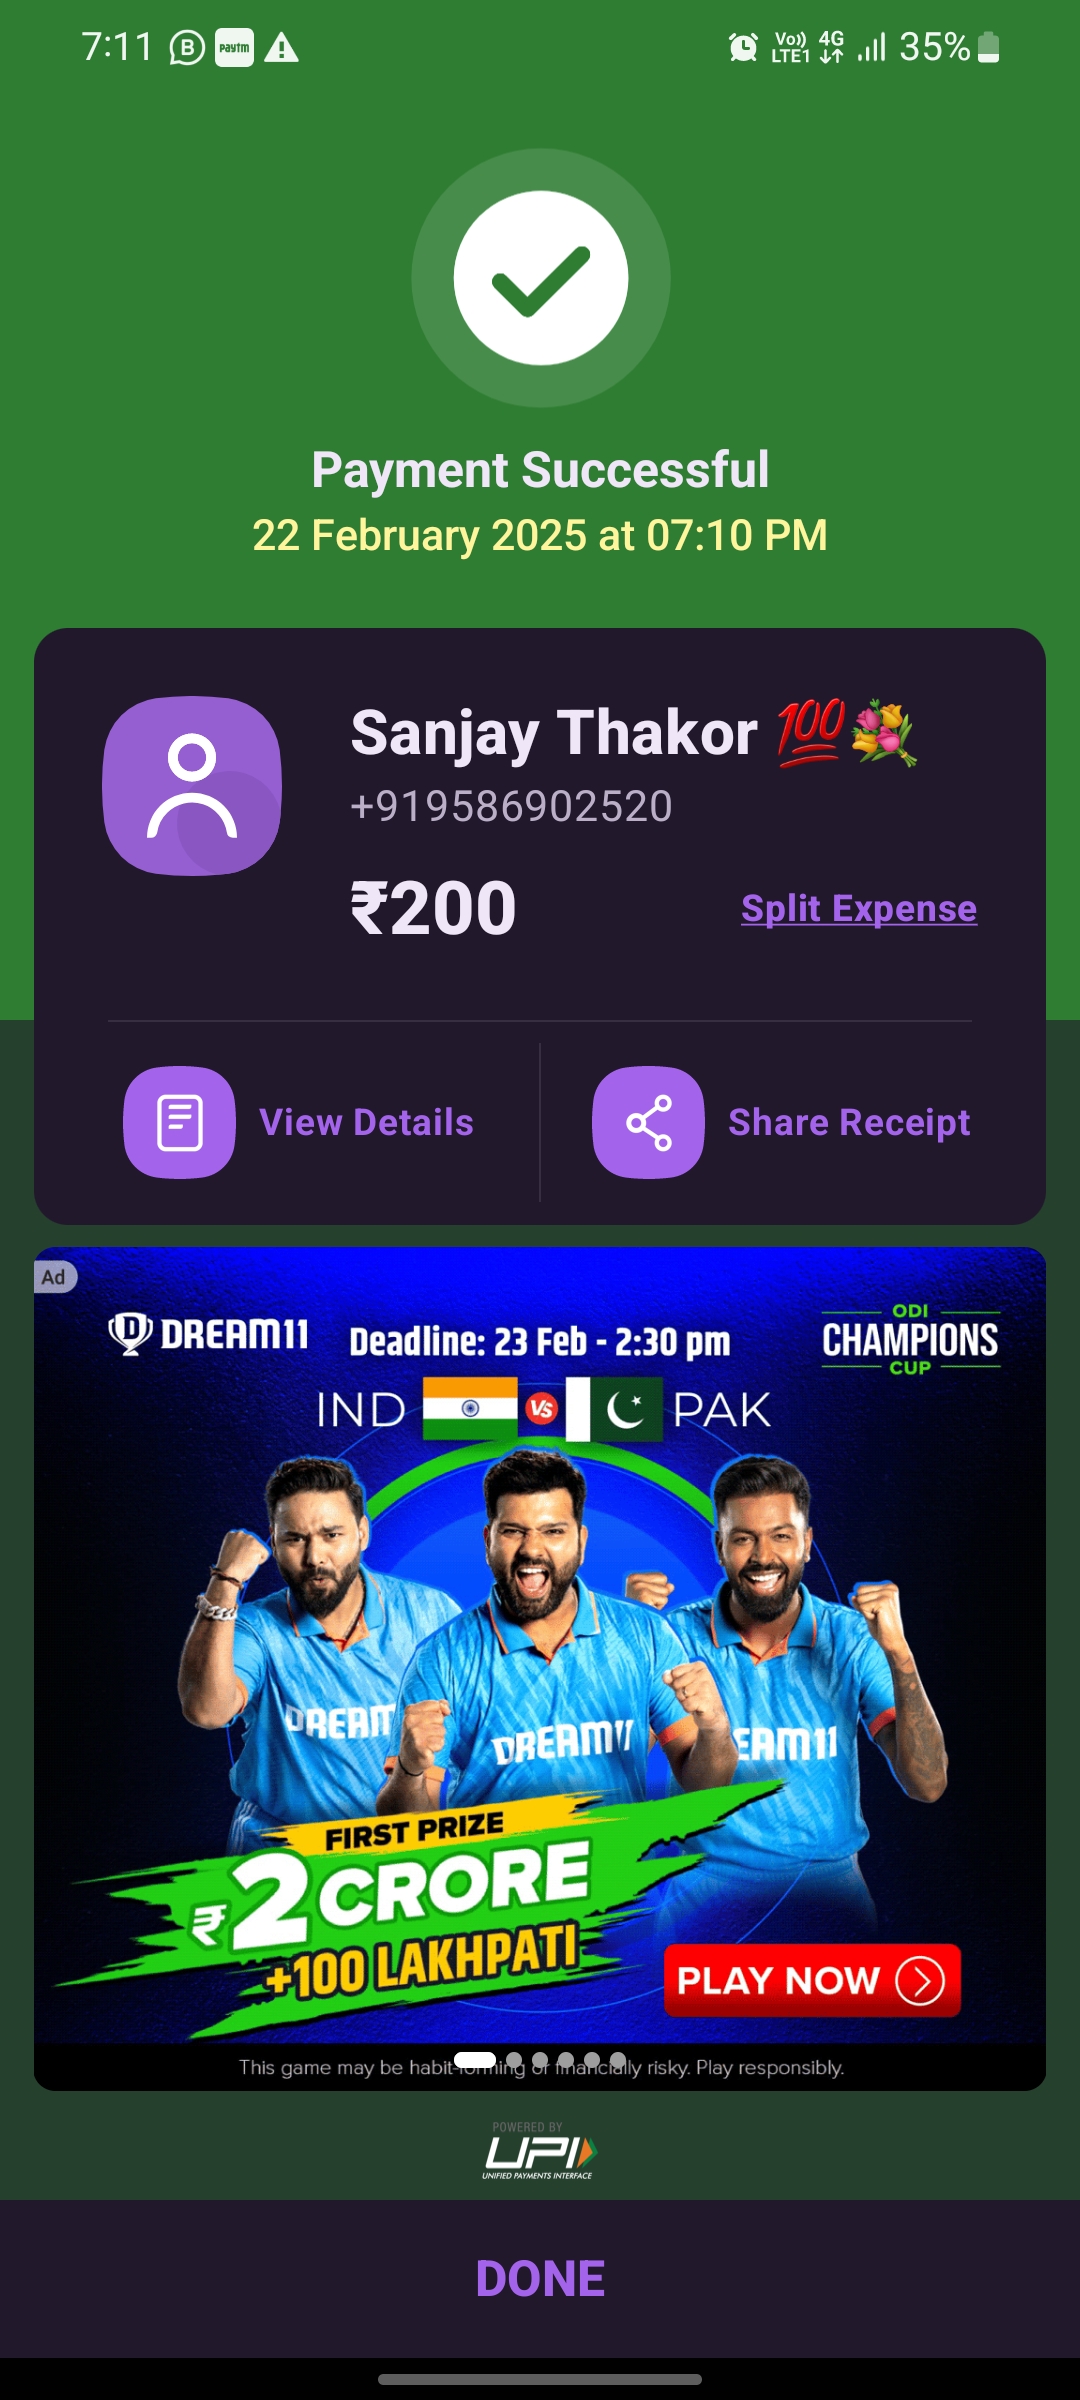 7:11
paytm
Vo)) LTE1 4G 35%
Payment Successful
22 February 2025 at 07:10 PM
Sanjay Thakor 💯💐
+919586902520
₹200
Split Expense
View Details
Share Receipt
Ad
DREAM11
Deadline: 23 Feb - 2:30 pm
ODI
CHAMPIONS
CUP
IND VS PAK
DREAM
DREAM11
EAM11
FIRST PRIZE
₹2 CRORE
+100 LAKHPATI
PLAY NOW
This game may be habit-forming or financially risky. Play responsibly.
POWERED BY
UPI
UNIFIED PAYMENTS INTERFACE
DONE